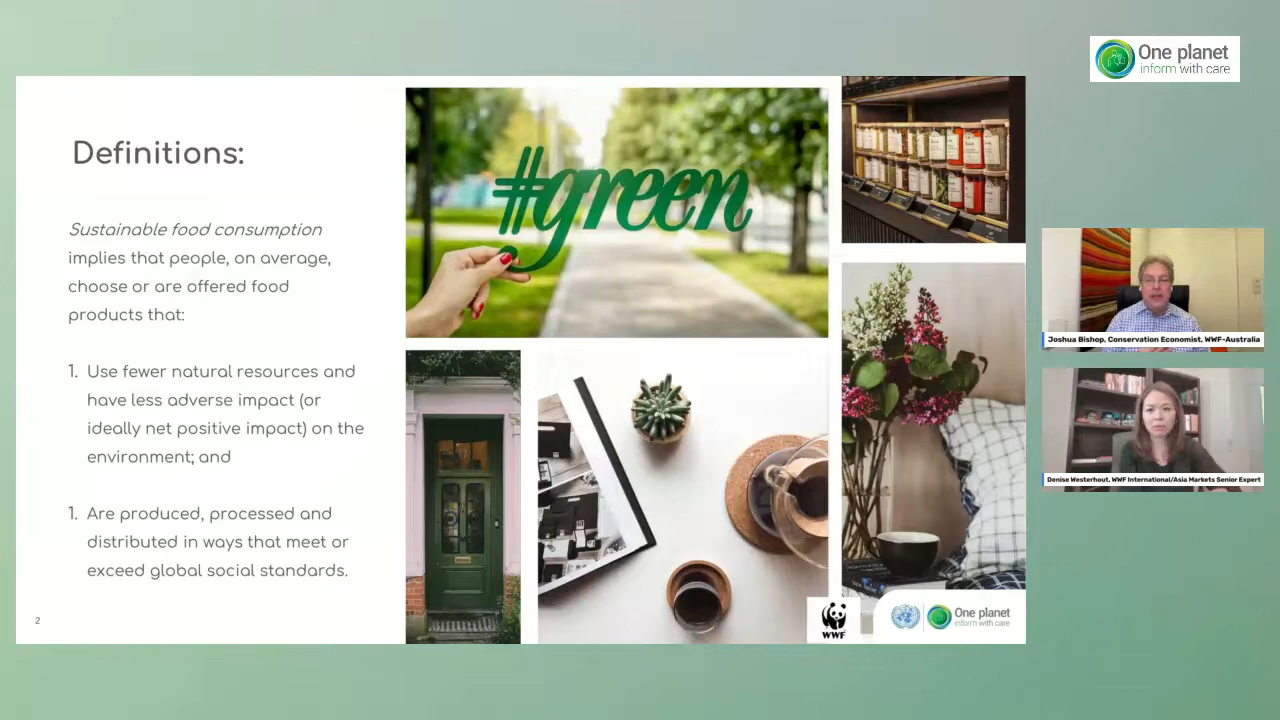 One planet
inform with care
Definitions:
Sustainable food consumption
implies that people, on average,
choose or are offered food
products that:
1. Use fewer natural resources and
have less adverse impact (or
ideally net positive impact) on the
environment; and
1. Are produced, processed and
distributed in ways that meet or
exceed global social standards.
2
#green
WWF
One planet
inform with care
Joshua Bishop, Conservation Economist, WWF-Australia
Denise Westerhout, WWF International/Asia Markets Senior Expert